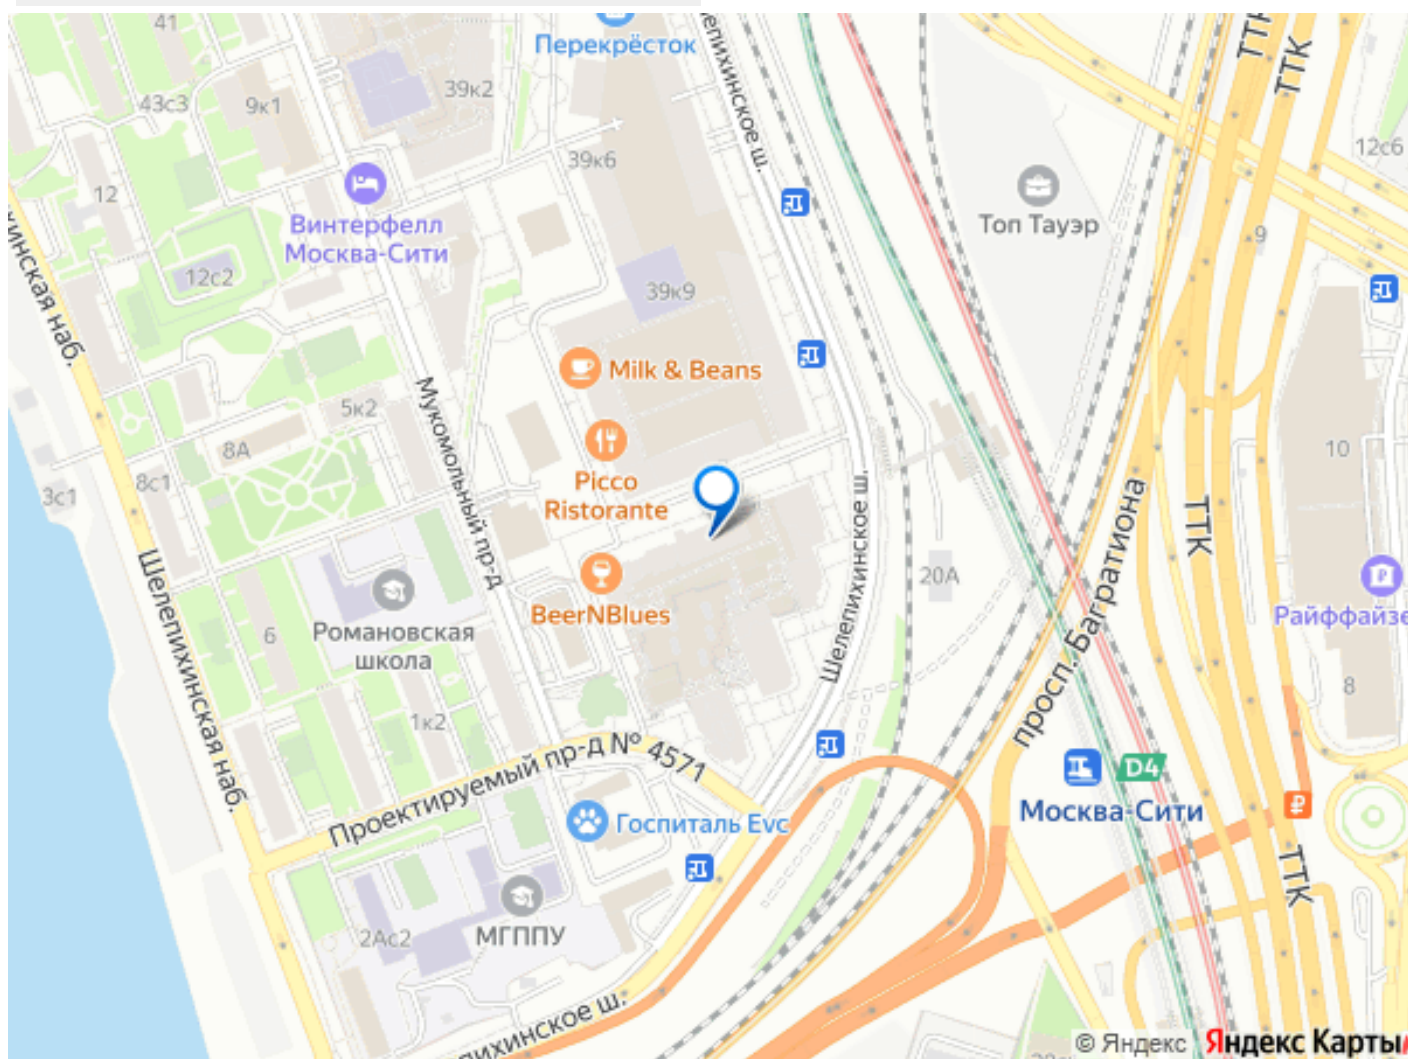 41
Перекрёсток
лепихинское ш.
ТТК
ТТК
43с3
9к1
39к2
39к6
12с6
12
Винтерфелл
Москва-Сити
Топ Тауэр
9
хинская наб.
12с2
39к9
Milk & Beans
5к2
Мукомольный пр-д
8А
8с1
3с1
Picco
Ristorante
10
ТТК
Шелепихинское ш.
просп. Багратиона
20А
BeerNBlues
Райффайзе
Романовская
школа
6
Шелепихинская наб.
1к2
8
Проектируемый пр-д № 4571
D4
Москва-Сити
Госпиталь Evc
ТТК
2Ас2
МГППУ
пихинское ш.
© Яндекс
Яндекс Карты